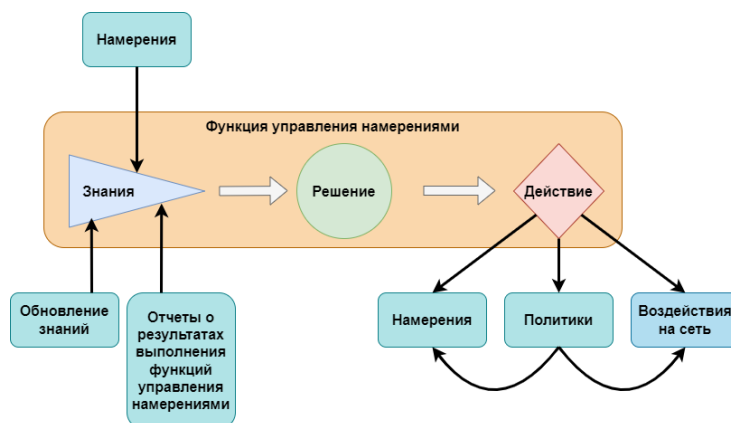 Намерения
Функция управления намерениями
Знания
Решение
Действие
Обновление
знаний
Отчеты о
результатах
выполнения
функций
управления
намерениями
Намерения
Политики
Воздействия
на сеть